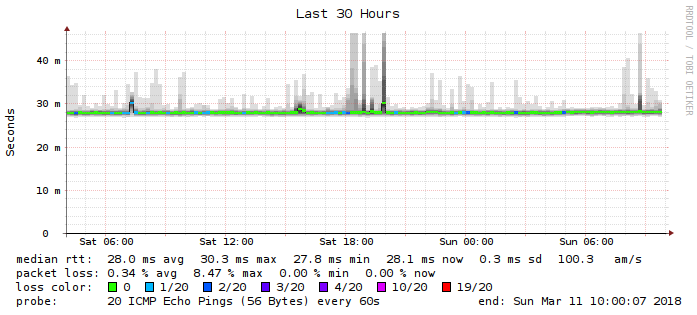 Last 30 Hours
RRDTOOL / TOBI OETIKER
Seconds
40 m
30 m
20 m
10 m
0
Sat 06:00 Sat 12:00 Sat 18:00 Sun 00:00 Sun 06:00
median rtt: 28.0 ms avg 30.3 ms max 27.8 ms min 28.1 ms now 0.3 ms sd 100.3 am/s
packet loss: 0.34 % avg 8.47 % max 0.00 % min 0.00 % now
loss color: 0 1/20 2/20 3/20 4/20 10/20 19/20
probe: 20 ICMP Echo Pings (56 Bytes) every 60s end: Sun Mar 11 10:00:07 2018